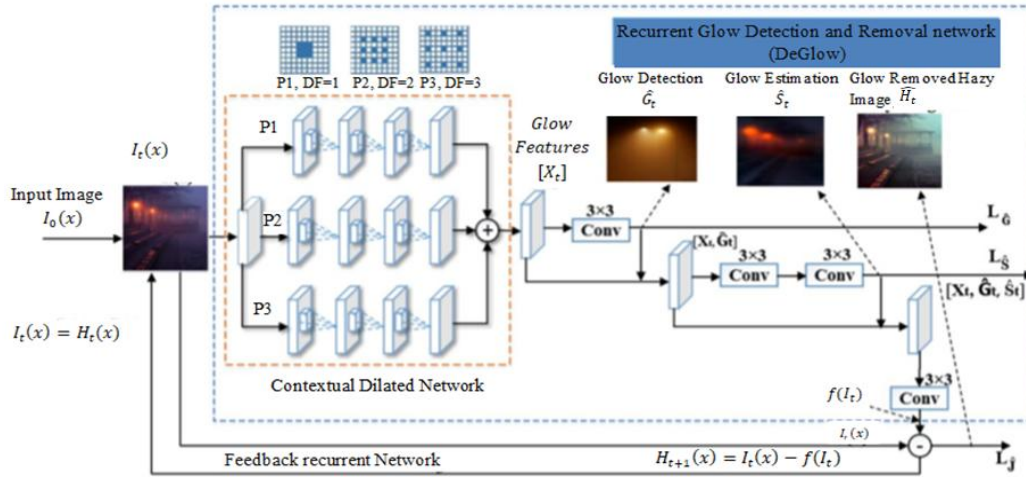 Recurrent Glow Detection and Removal network
(DeGlow)
P1, DF=1
P2, DF=2
P3, DF=3
Glow Detection
Ĝₜ
Glow Estimation
Ŝₜ
Glow Removed Hazy
Image Ĥₜ
P1
P2
P3
Glow
Features
[Xₜ]
Iₜ(x)
Input Image
I₀(x)
3×3
Conv
L_Ĝ
[Xₜ, Ĝₜ]
3×3
Conv
3×3
Conv
L_Ŝ
[Xₜ, Ĝₜ, Ŝₜ]
Iₜ(x) = Hₜ(x)
Contextual Dilated Network
3×3
Conv
f(Iₜ)
Iₜ(x)
Feedback recurrent Network
Hₜ₊₁(x) = Iₜ(x) − f(Iₜ)
L_Ĵ